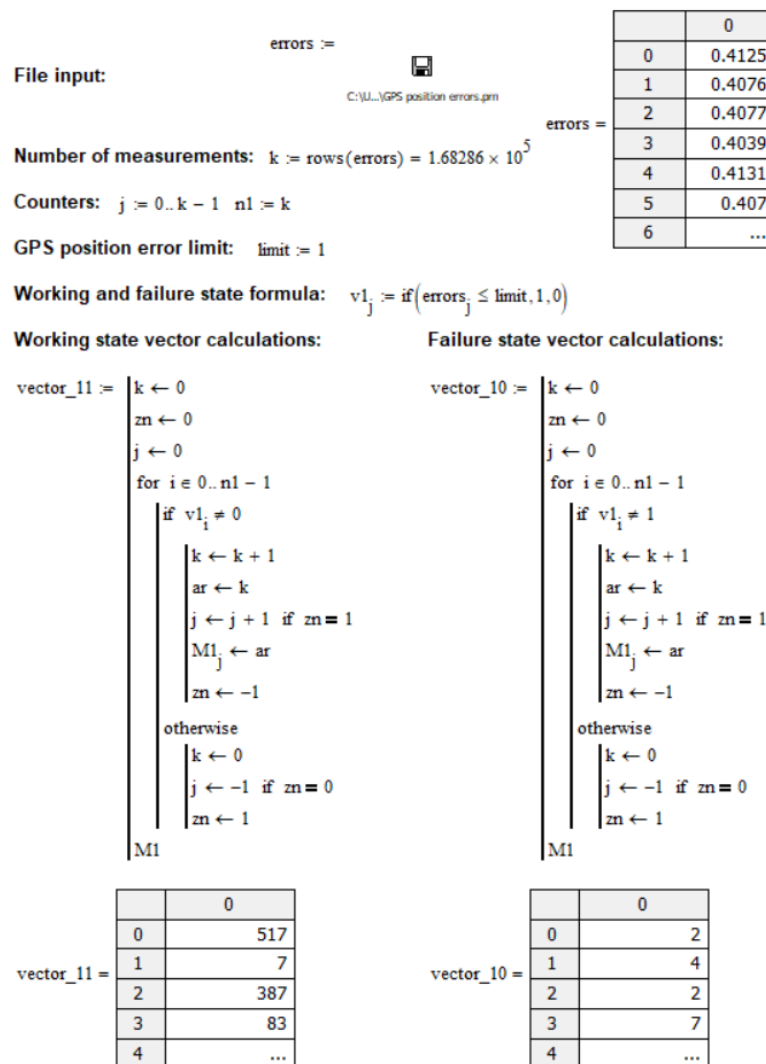 errors :=
File input:
C:\U...\GPS position errors.prn
errors =
0
0 0.4125
1 0.4076
2 0.4077
3 0.4039
4 0.4131
5 0.407
6 ...
Number of measurements: k := rows(errors) = 1.68286 × 10^5
Counters: j := 0.. k − 1 n1 := k
GPS position error limit: limit := 1
Working and failure state formula: v1_j := if(errors_j ≤ limit, 1, 0)
Working state vector calculations:
vector_11 :=
k ← 0
zn ← 0
j ← 0
for i ∈ 0.. n1 − 1
if v1_i ≠ 0
k ← k + 1
ar ← k
j ← j + 1 if zn = 1
M1_j ← ar
zn ← −1
otherwise
k ← 0
j ← −1 if zn = 0
zn ← 1
M1
vector_11 =
0
0 517
1 7
2 387
3 83
4 ...
Failure state vector calculations:
vector_10 :=
k ← 0
zn ← 0
j ← 0
for i ∈ 0.. n1 − 1
if v1_i ≠ 1
k ← k + 1
ar ← k
j ← j + 1 if zn = 1
M1_j ← ar
zn ← −1
otherwise
k ← 0
j ← −1 if zn = 0
zn ← 1
M1
vector_10 =
0
0 2
1 4
2 2
3 7
4 ...